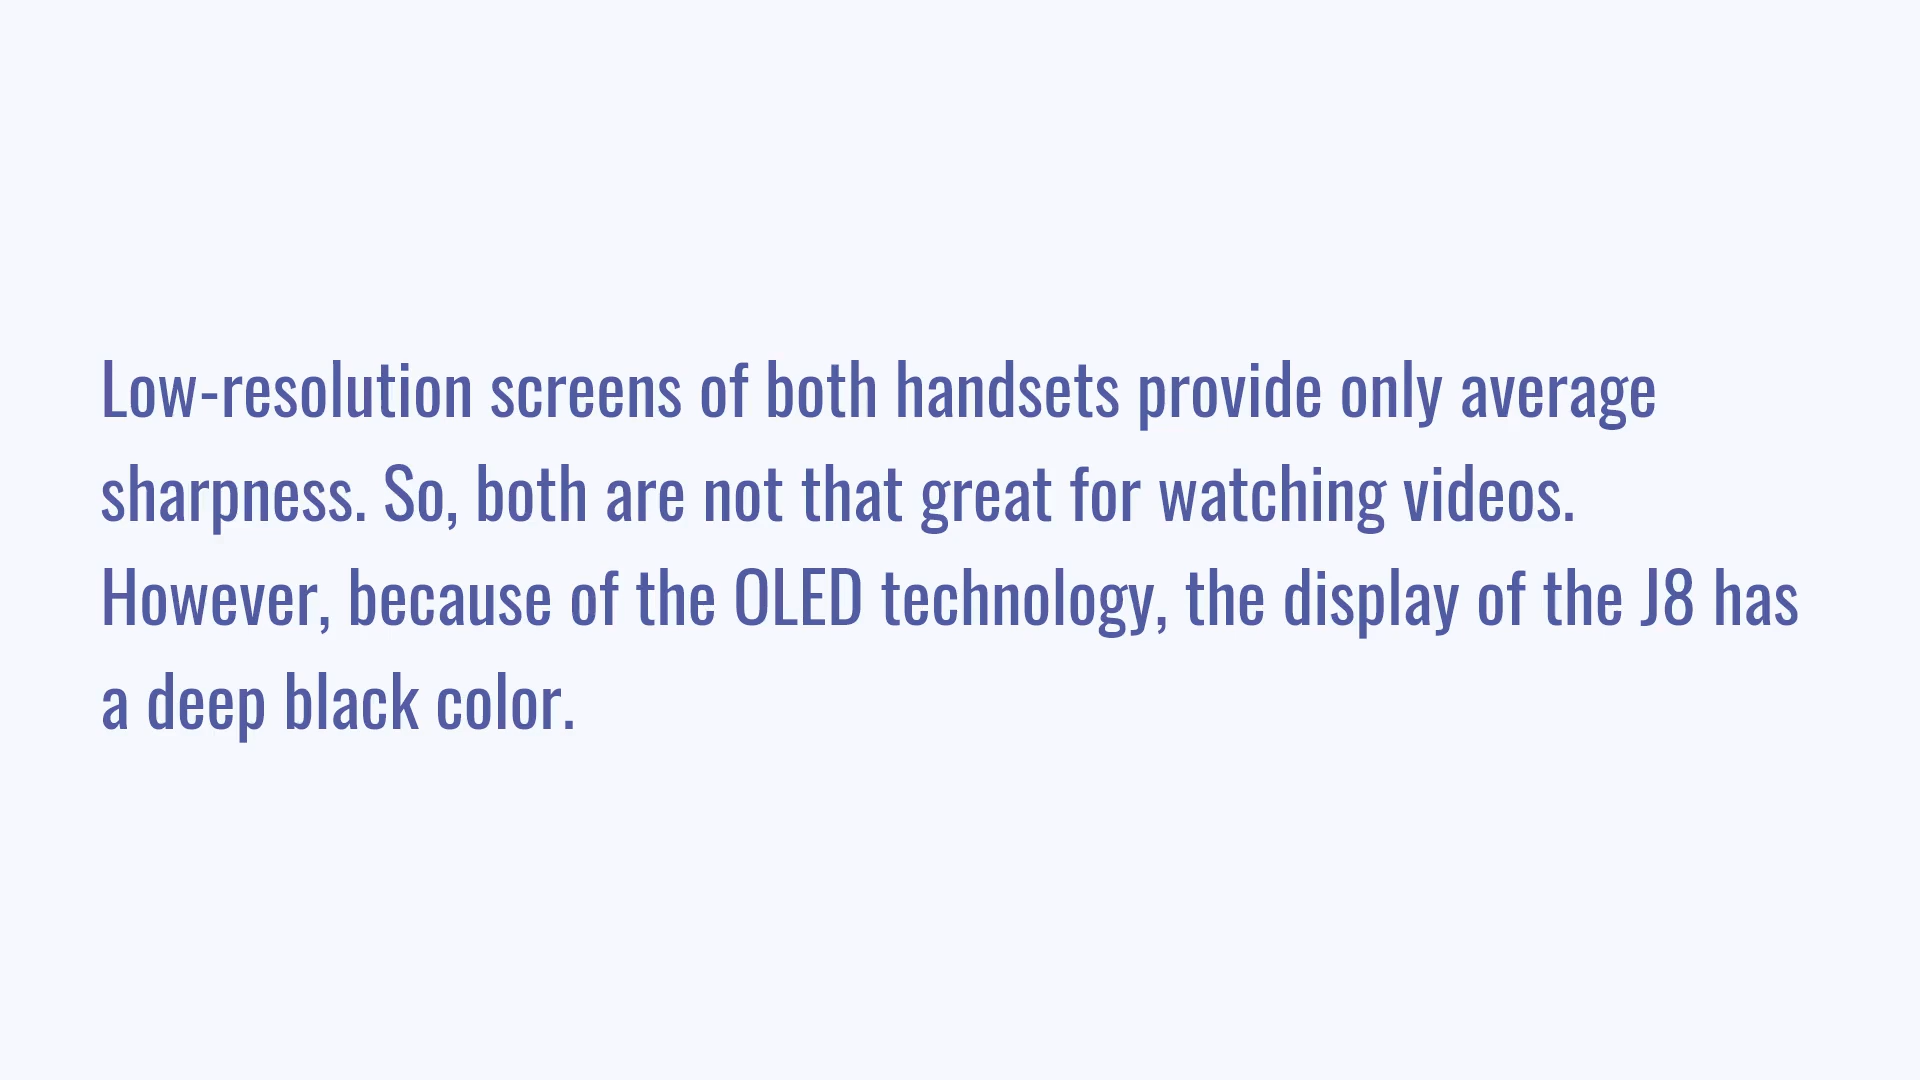 Low-resolution screens of both handsets provide only average
sharpness. So, both are not that great for watching videos.
However, because of the OLED technology, the display of the J8 has
a deep black color.